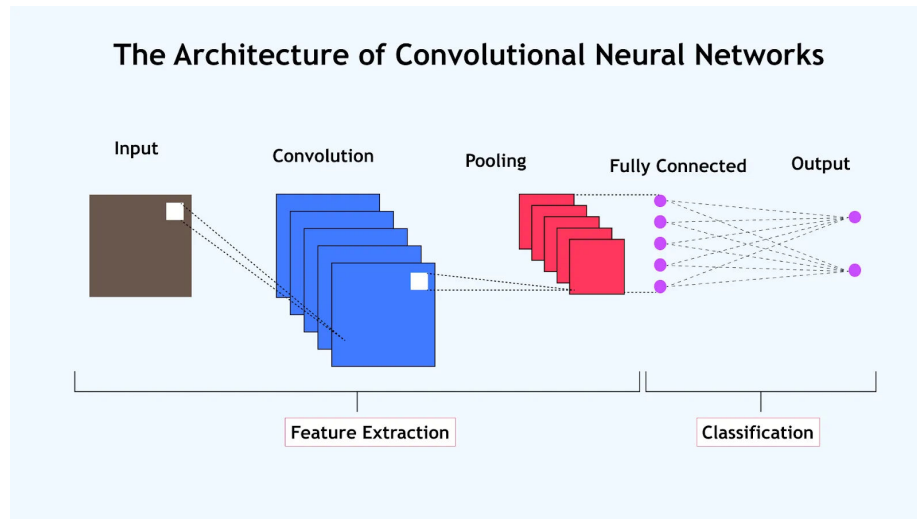 The Architecture of Convolutional Neural Networks
Input
Convolution
Pooling
Fully Connected
Output
Feature Extraction
Classification